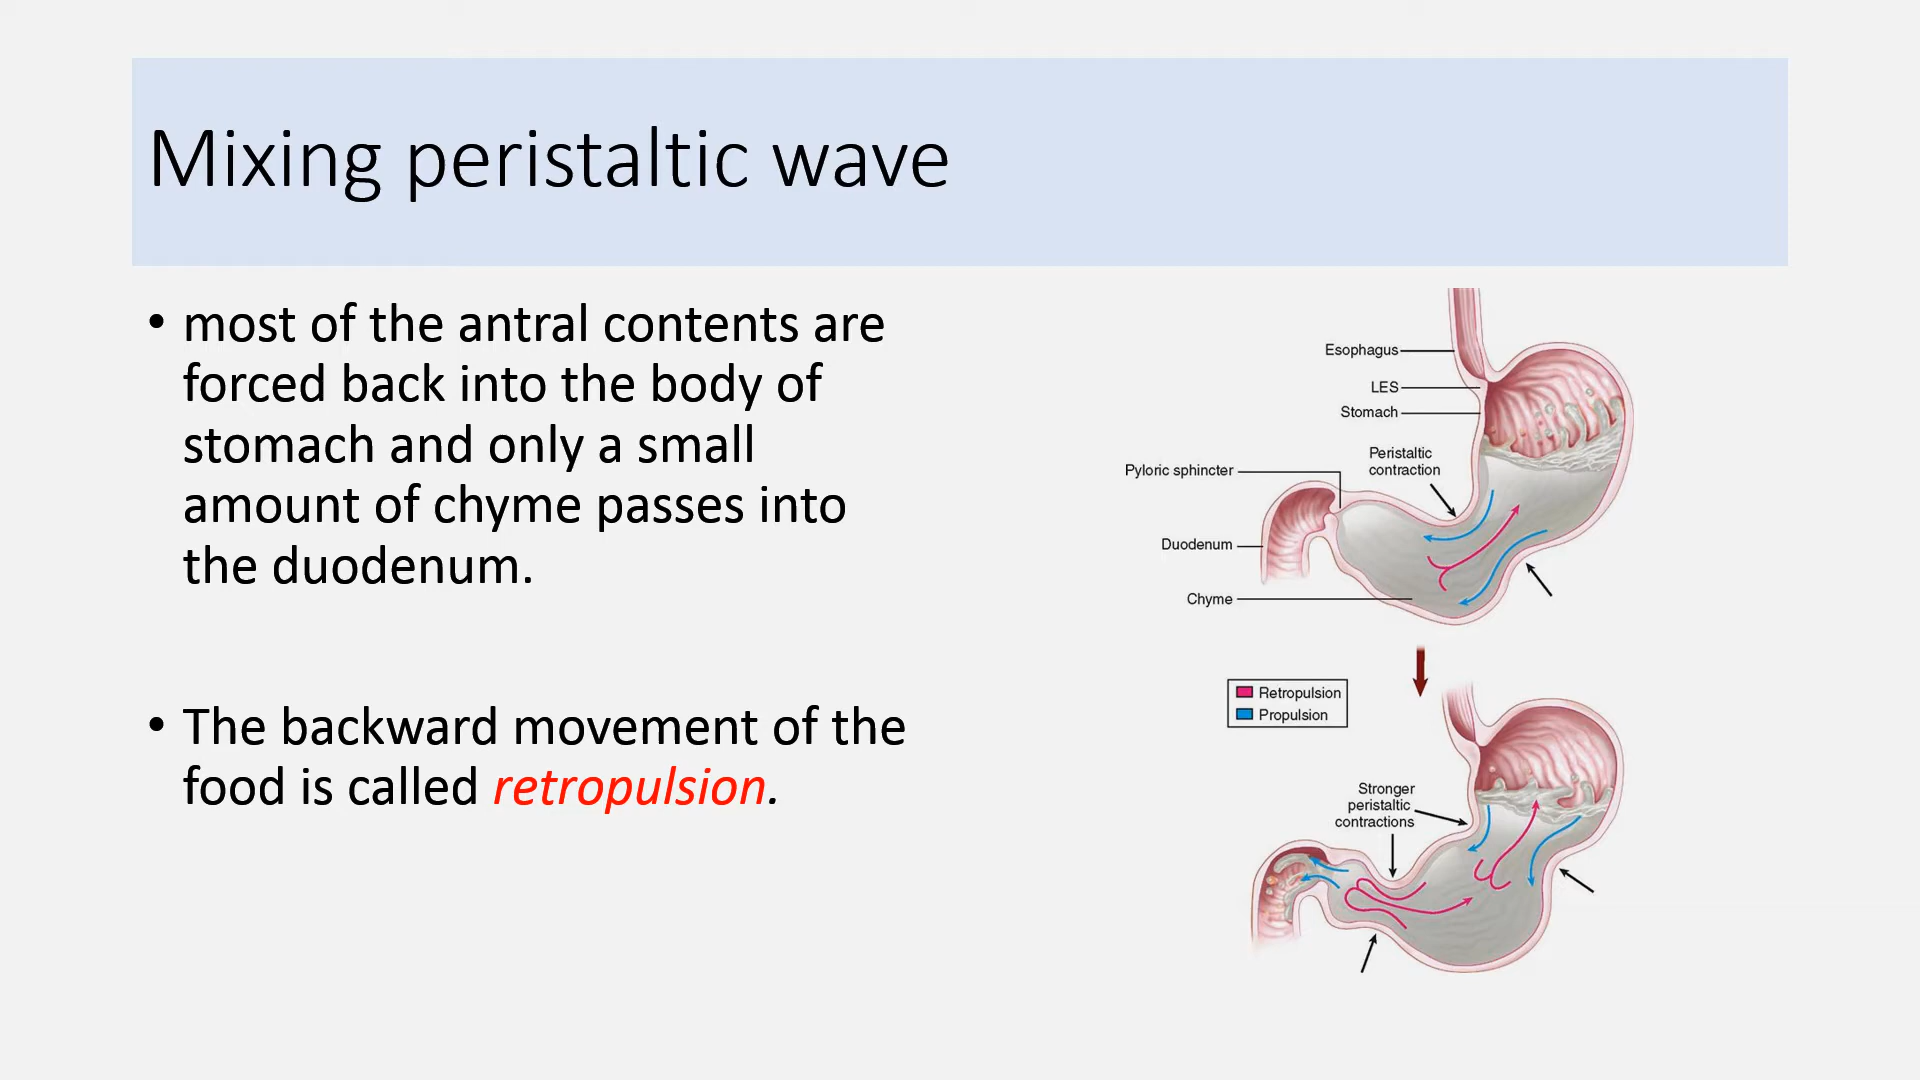 Mixing peristaltic wave
• most of the antral contents are
forced back into the body of
stomach and only a small
amount of chyme passes into
the duodenum.
• The backward movement of the
food is called retropulsion.
Esophagus
LES
Stomach
Peristaltic
contraction
Pyloric sphincter
Duodenum
Chyme
Retropulsion
Propulsion
Stronger
peristaltic
contractions